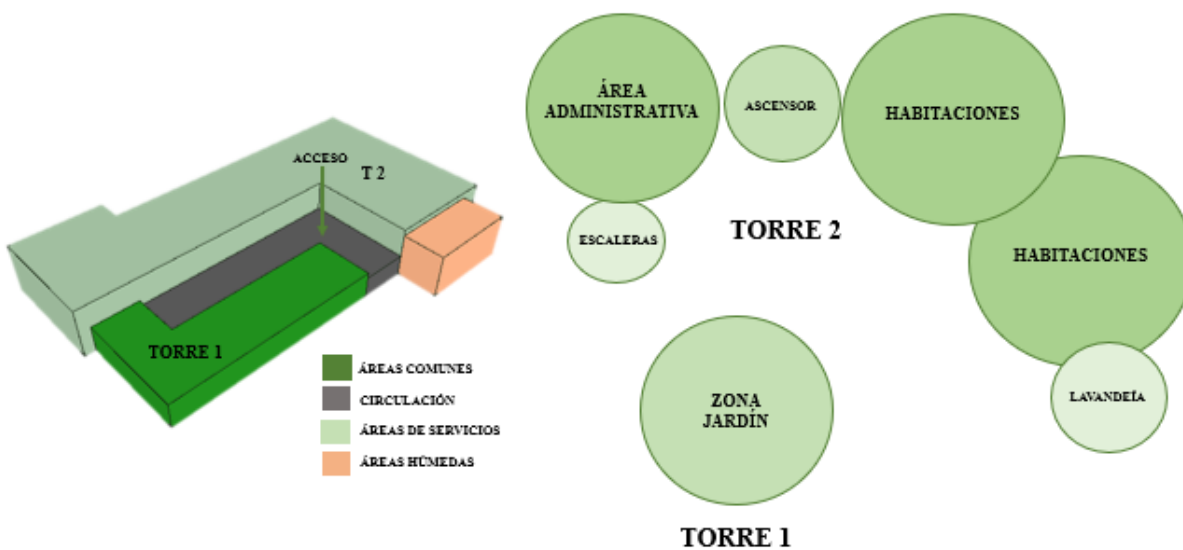 ACCESO
T 2
TORRE 1
ÁREAS COMUNES
CIRCULACIÓN
ÁREAS DE SERVICIOS
ÁREAS HÚMEDAS
ÁREA
ADMINISTRATIVA
ASCENSOR
HABITACIONES
ESCALERAS
TORRE 2
HABITACIONES
ZONA
JARDÍN
LAVANDEÍA
TORRE 1